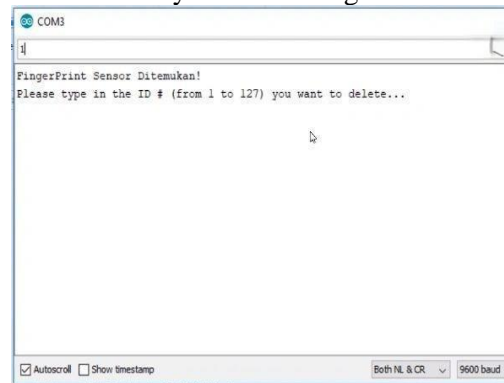 COM3
1
FingerPrint Sensor Ditemukan!
Please type in the ID # (from 1 to 127) you want to delete...
Autoscroll Show timestamp Both NL & CR 9600 baud